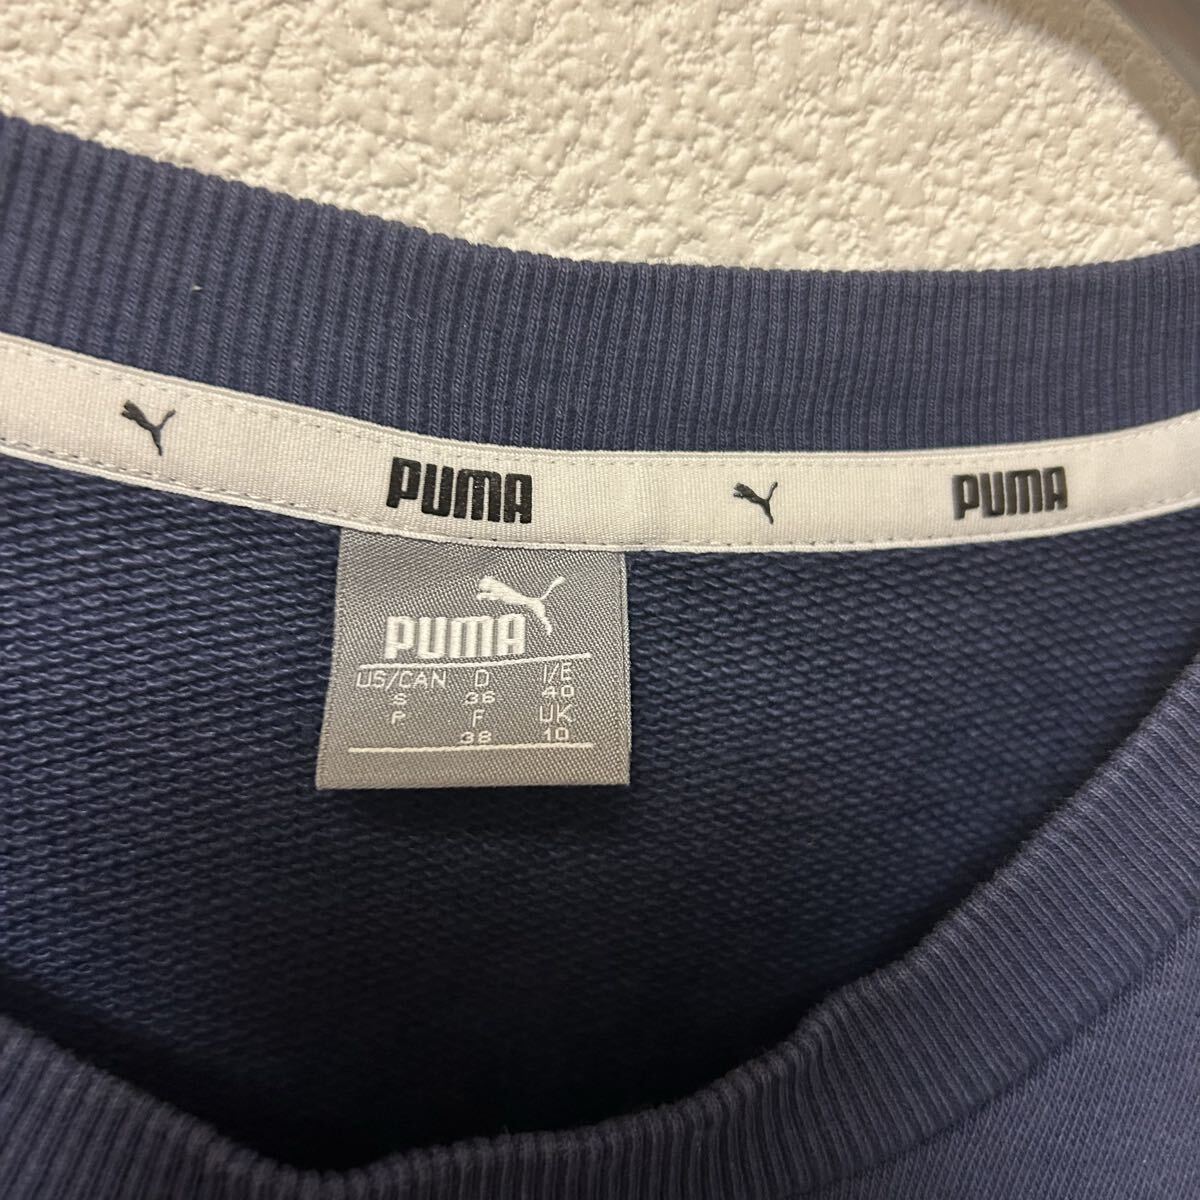 PUMA PUMA
PUMA
US/CAN D I/E
S 36 40
P F UK
38 10